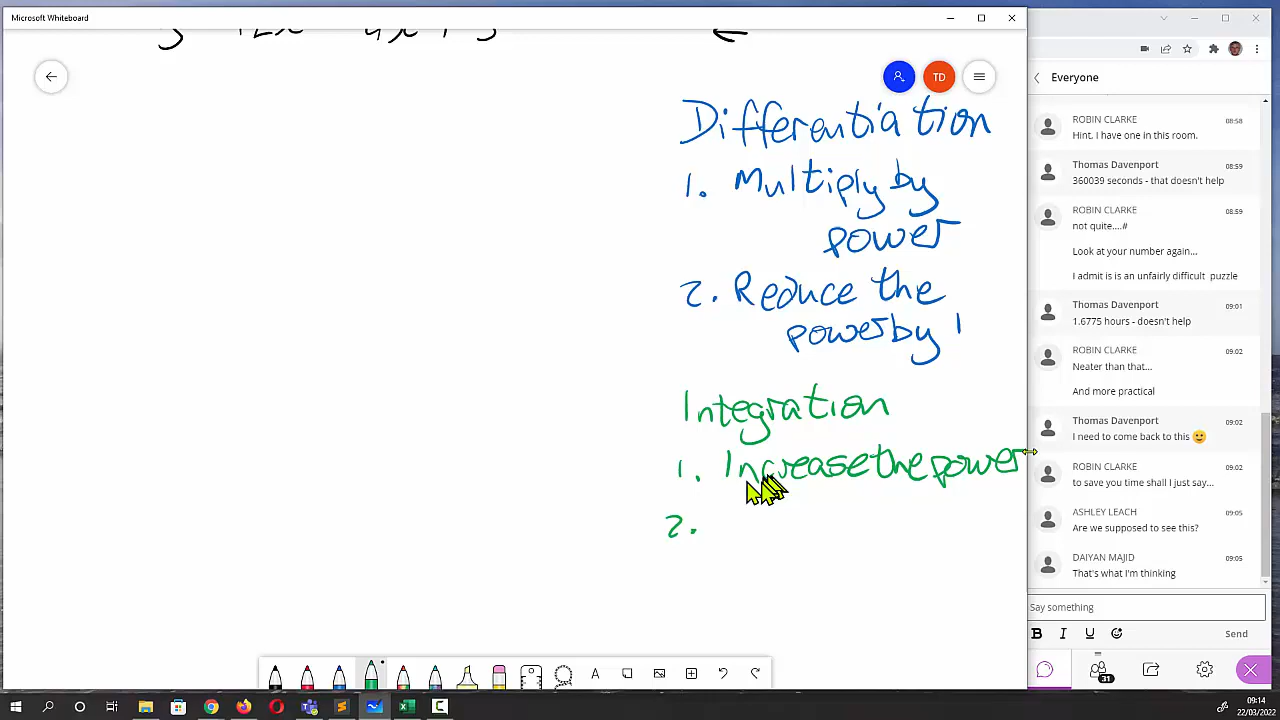 Microsoft Whiteboard
TD
Differentiation
1. Multiply by
power
2. Reduce the
power by 1
Integration
1. Increase the power
2.
A
Everyone
ROBIN CLARKE 08:58
Hint. I have one in this room.
Thomas Davenport 08:59
360039 seconds - that doesn't help
ROBIN CLARKE 08:59
not quite....#
Look at your number again...
I admit is is an unfairly difficult puzzle
Thomas Davenport 09:01
1.6775 hours - doesn't help
ROBIN CLARKE 09:02
Neater than that...
And more practical
Thomas Davenport 09:02
I need to come back to this
ROBIN CLARKE 09:02
to save you time shall I just say...
ASHLEY LEACH 09:05
Are we supposed to see this?
DAIYAN MAJID 09:05
That's what I'm thinking
Say something
B I U Send
31
09:14
22/03/2022